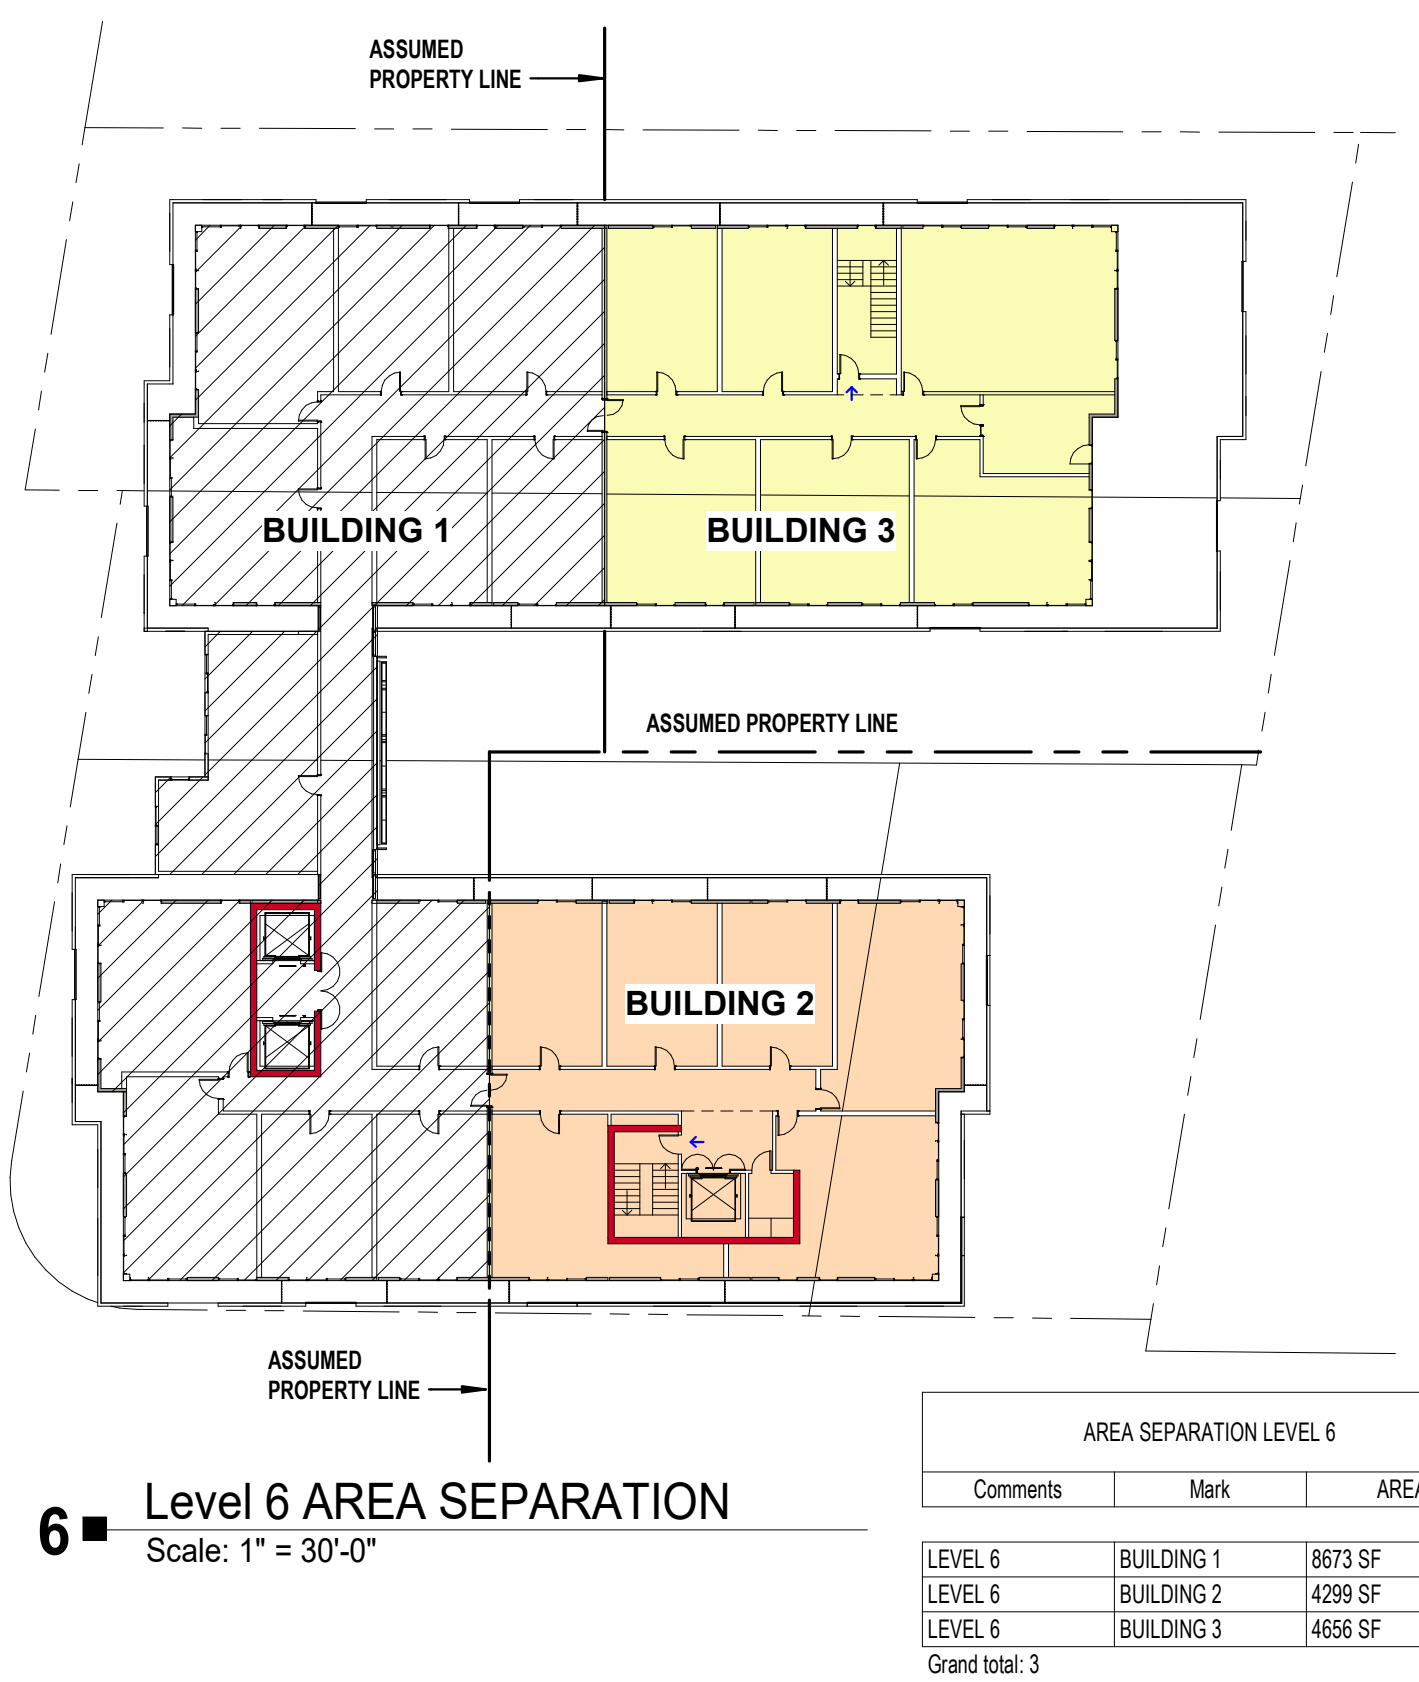 ASSUMED
PROPERTY LINE
BUILDING 1
BUILDING 3
ASSUMED PROPERTY LINE
BUILDING 2
ASSUMED
PROPERTY LINE
6
Level 6 AREA SEPARATION
Scale: 1" = 30'-0"
AREA SEPARATION LEVEL 6
Comments Mark AREA
LEVEL 6 BUILDING 1 8673 SF
LEVEL 6 BUILDING 2 4299 SF
LEVEL 6 BUILDING 3 4656 SF
Grand total: 3